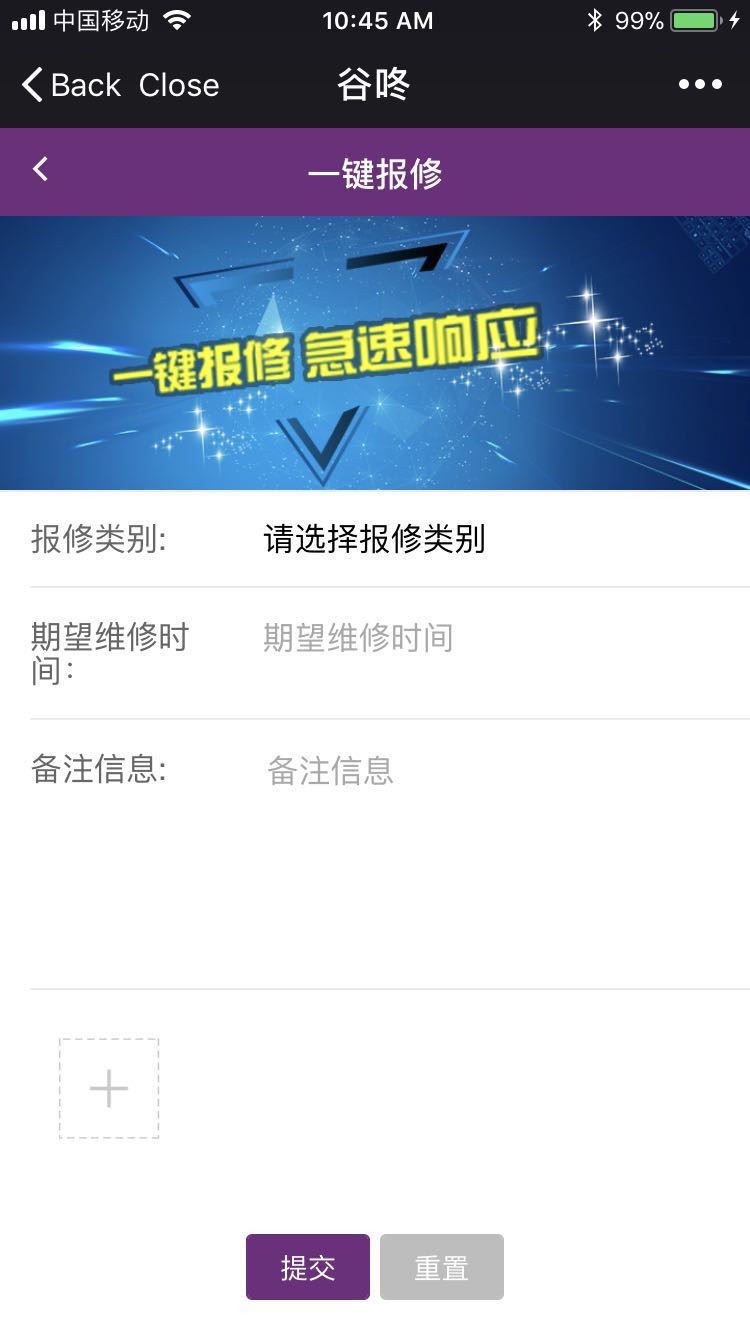 中国移动 10:45 AM 99%
Back Close 谷咚
一键报修
一键报修 急速响应
报修类别: 请选择报修类别
期望维修时 期望维修时间
间:
备注信息: 备注信息
提交 重置